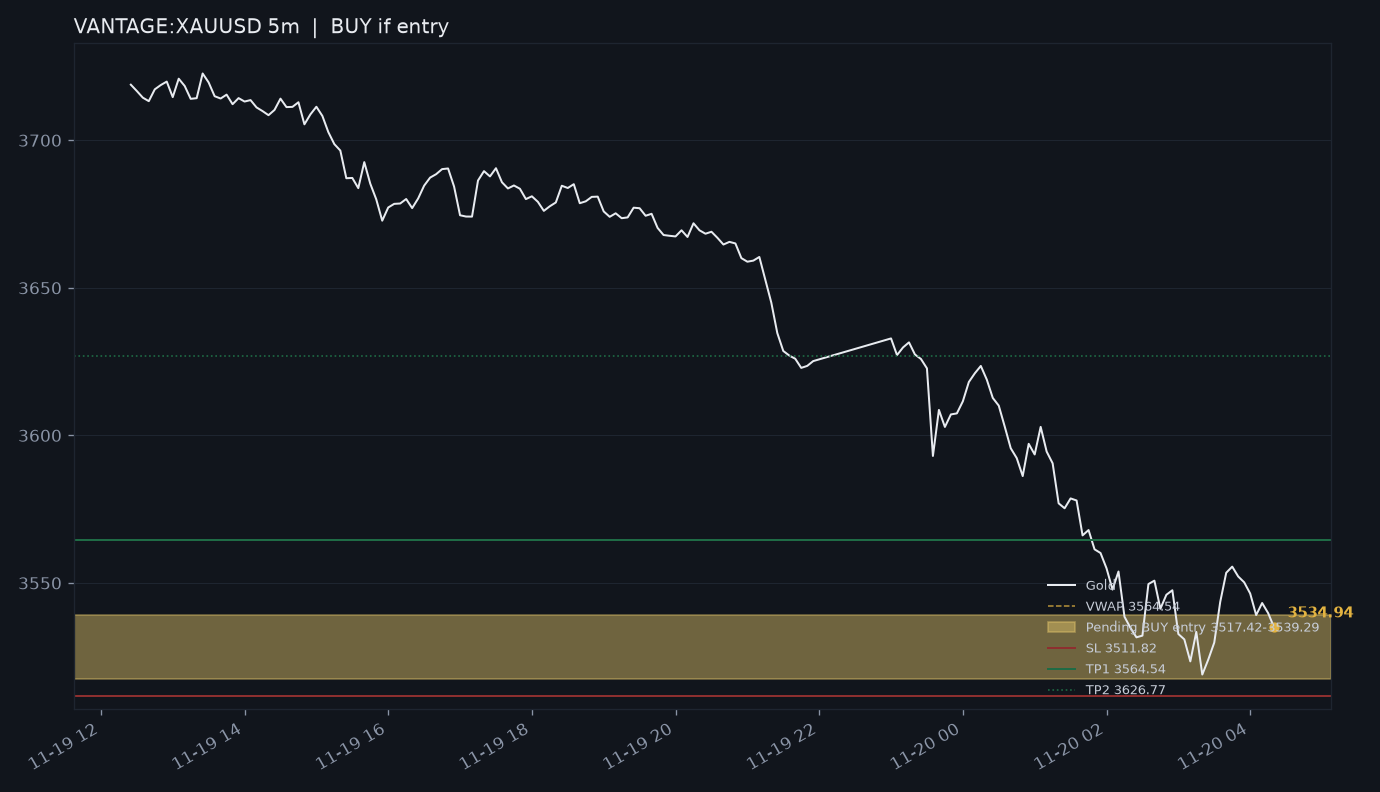 VANTAGE:XAUUSD 5m | BUY if entry
3700
3650
3600
3550
Gold
VWAP 3564.54
Pending BUY entry 3517.42-3539.29
SL 3511.82
TP1 3564.54
TP2 3626.77
3534.94
11-19 12
11-19 14
11-19 16
11-19 18
11-19 20
11-19 22
11-20 00
11-20 02
11-20 04